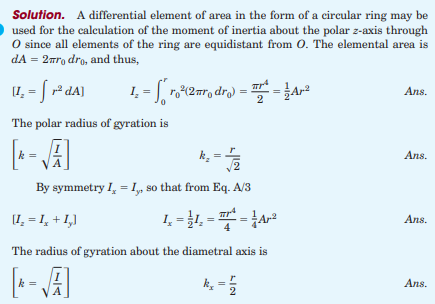 Solution. A differential element of area in the form of a circular ring may be
used for the calculation of the moment of inertia about the polar z-axis through
O since all elements of the ring are equidistant from O. The elemental area is
dA = 2πr₀ dr₀, and thus,
[I_z = ∫ r² dA] I_z = ∫₀^r r₀²(2πr₀ dr₀) = πr⁴/2 = ½Ar² Ans.
The polar radius of gyration is
[k = √(I/A)] k_z = r/√2 Ans.
By symmetry I_x = I_y, so that from Eq. A/3
[I_z = I_x + I_y] I_x = ½I_z = πr⁴/4 = ¼Ar² Ans.
The radius of gyration about the diametral axis is
[k = √(I/A)] k_x = r/2 Ans.